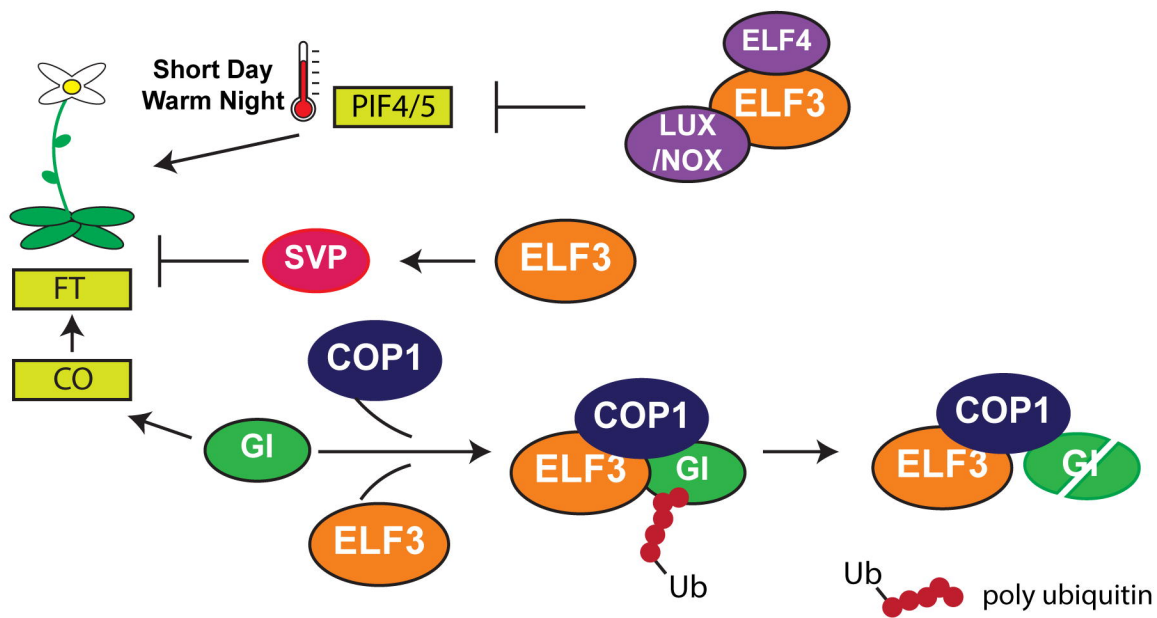 Short Day
Warm Night
PIF4/5
ELF4
ELF3
LUX
/NOX
SVP
ELF3
FT
CO
COP1
GI
ELF3
COP1
ELF3
GI
Ub
COP1
ELF3
GI
Ub
poly ubiquitin